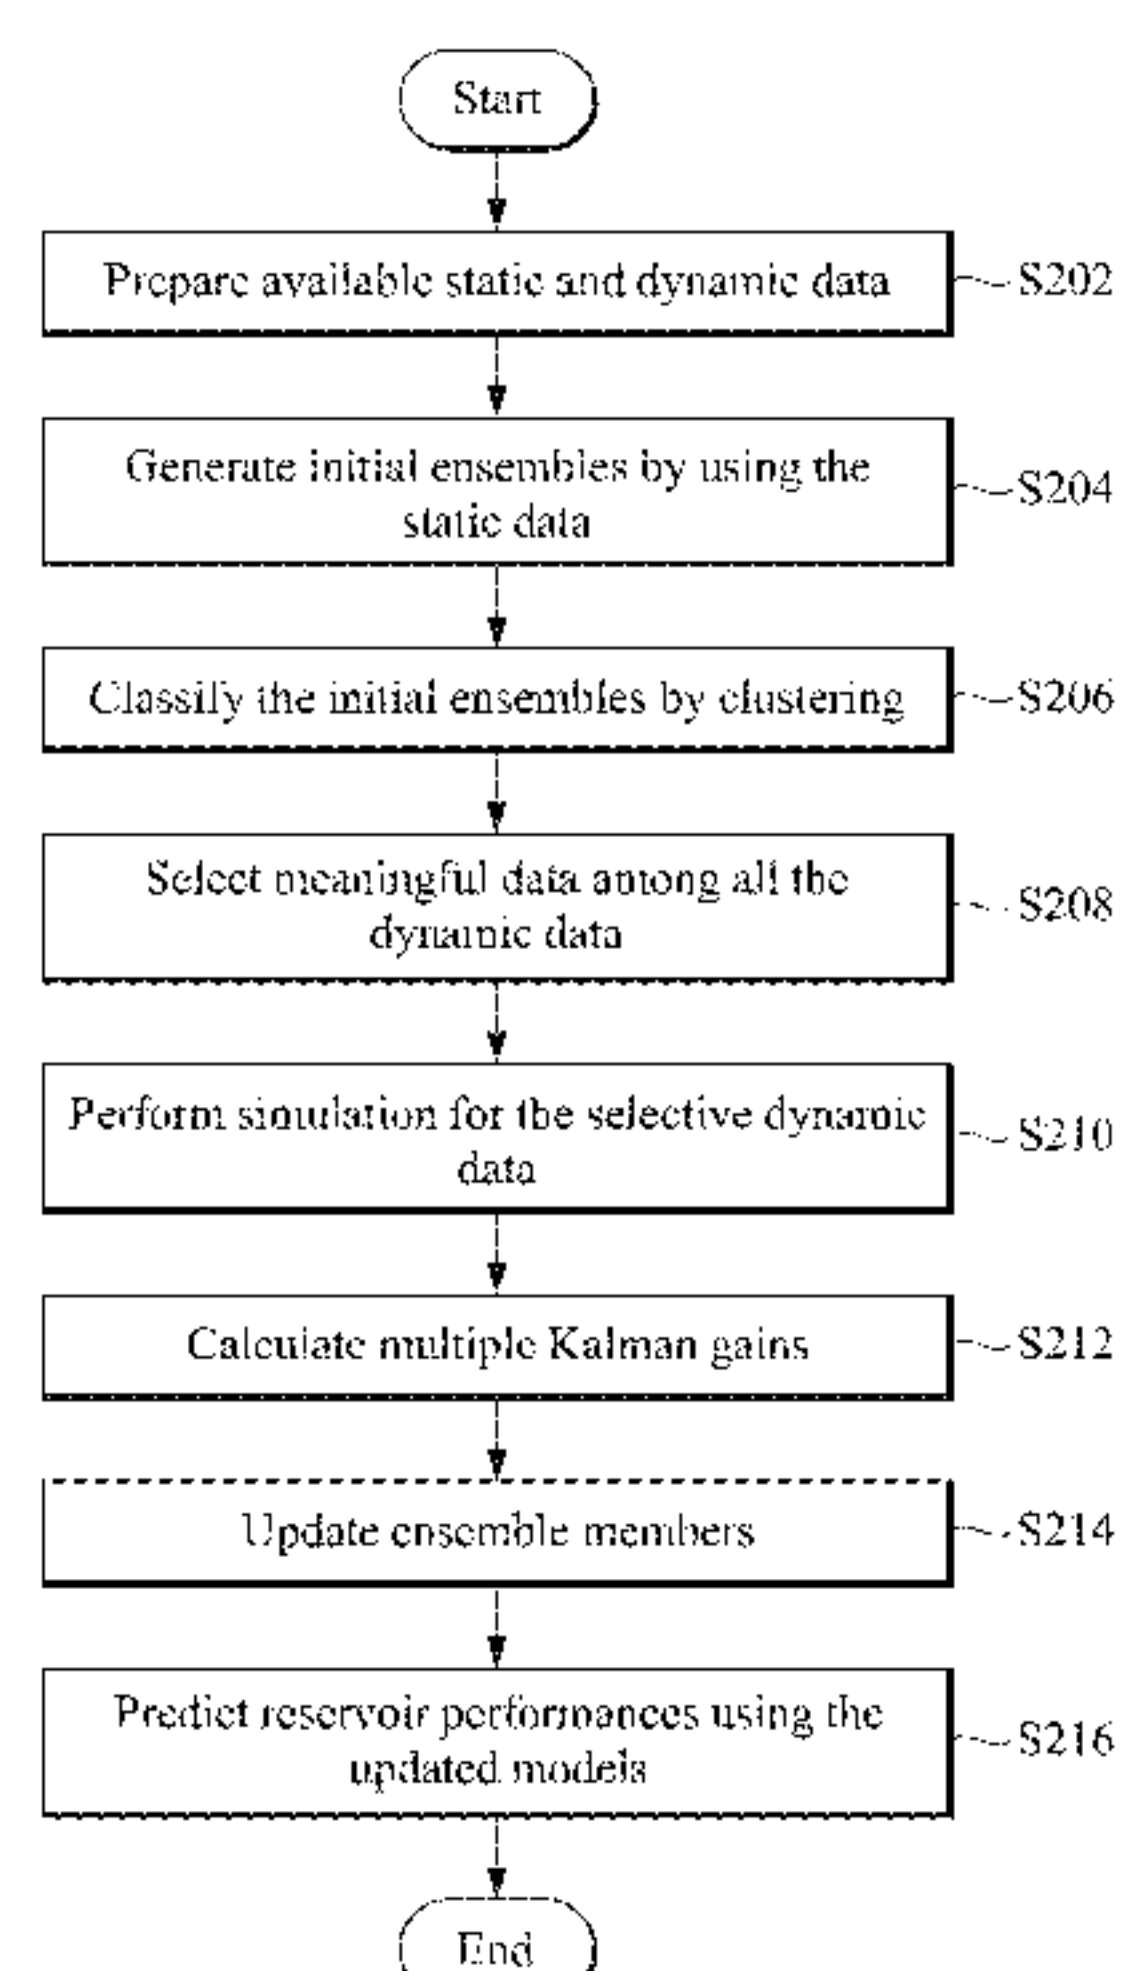 Start
Prepare available static and dynamic data
S202
Generate initial ensembles by using the
static data
S204
Classify the initial ensembles by clustering
S206
Select meaningful data among all the
dynamic data
S208
Perform simulation for the selective dynamic
data
S210
Calculate multiple Kalman gains
S212
Update ensemble members
S214
Predict reservoir performances using the
updated models
S216
End